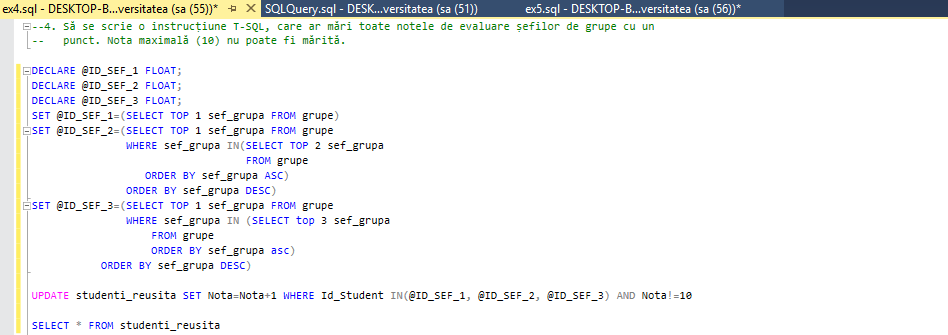 ex4.sql - DESKTOP-B...versitatea (sa (55))* SQLQuery.sql - DESK...versitatea (sa (51)) ex5.sql - DESKTOP-B...versitatea (sa (56))*
--4. Să se scrie o instrucțiune T-SQL, care ar mări toate notele de evaluare șefilor de grupe cu un
-- punct. Nota maximală (10) nu poate fi mărită.
DECLARE @ID_SEF_1 FLOAT;
DECLARE @ID_SEF_2 FLOAT;
DECLARE @ID_SEF_3 FLOAT;
SET @ID_SEF_1=(SELECT TOP 1 sef_grupa FROM grupe)
SET @ID_SEF_2=(SELECT TOP 1 sef_grupa FROM grupe
WHERE sef_grupa IN(SELECT TOP 2 sef_grupa
FROM grupe
ORDER BY sef_grupa ASC)
ORDER BY sef_grupa DESC)
SET @ID_SEF_3=(SELECT TOP 1 sef_grupa FROM grupe
WHERE sef_grupa IN (SELECT top 3 sef_grupa
FROM grupe
ORDER BY sef_grupa asc)
ORDER BY sef_grupa DESC)
UPDATE studenti_reusita SET Nota=Nota+1 WHERE Id_Student IN(@ID_SEF_1, @ID_SEF_2, @ID_SEF_3) AND Nota!=10
SELECT * FROM studenti_reusita